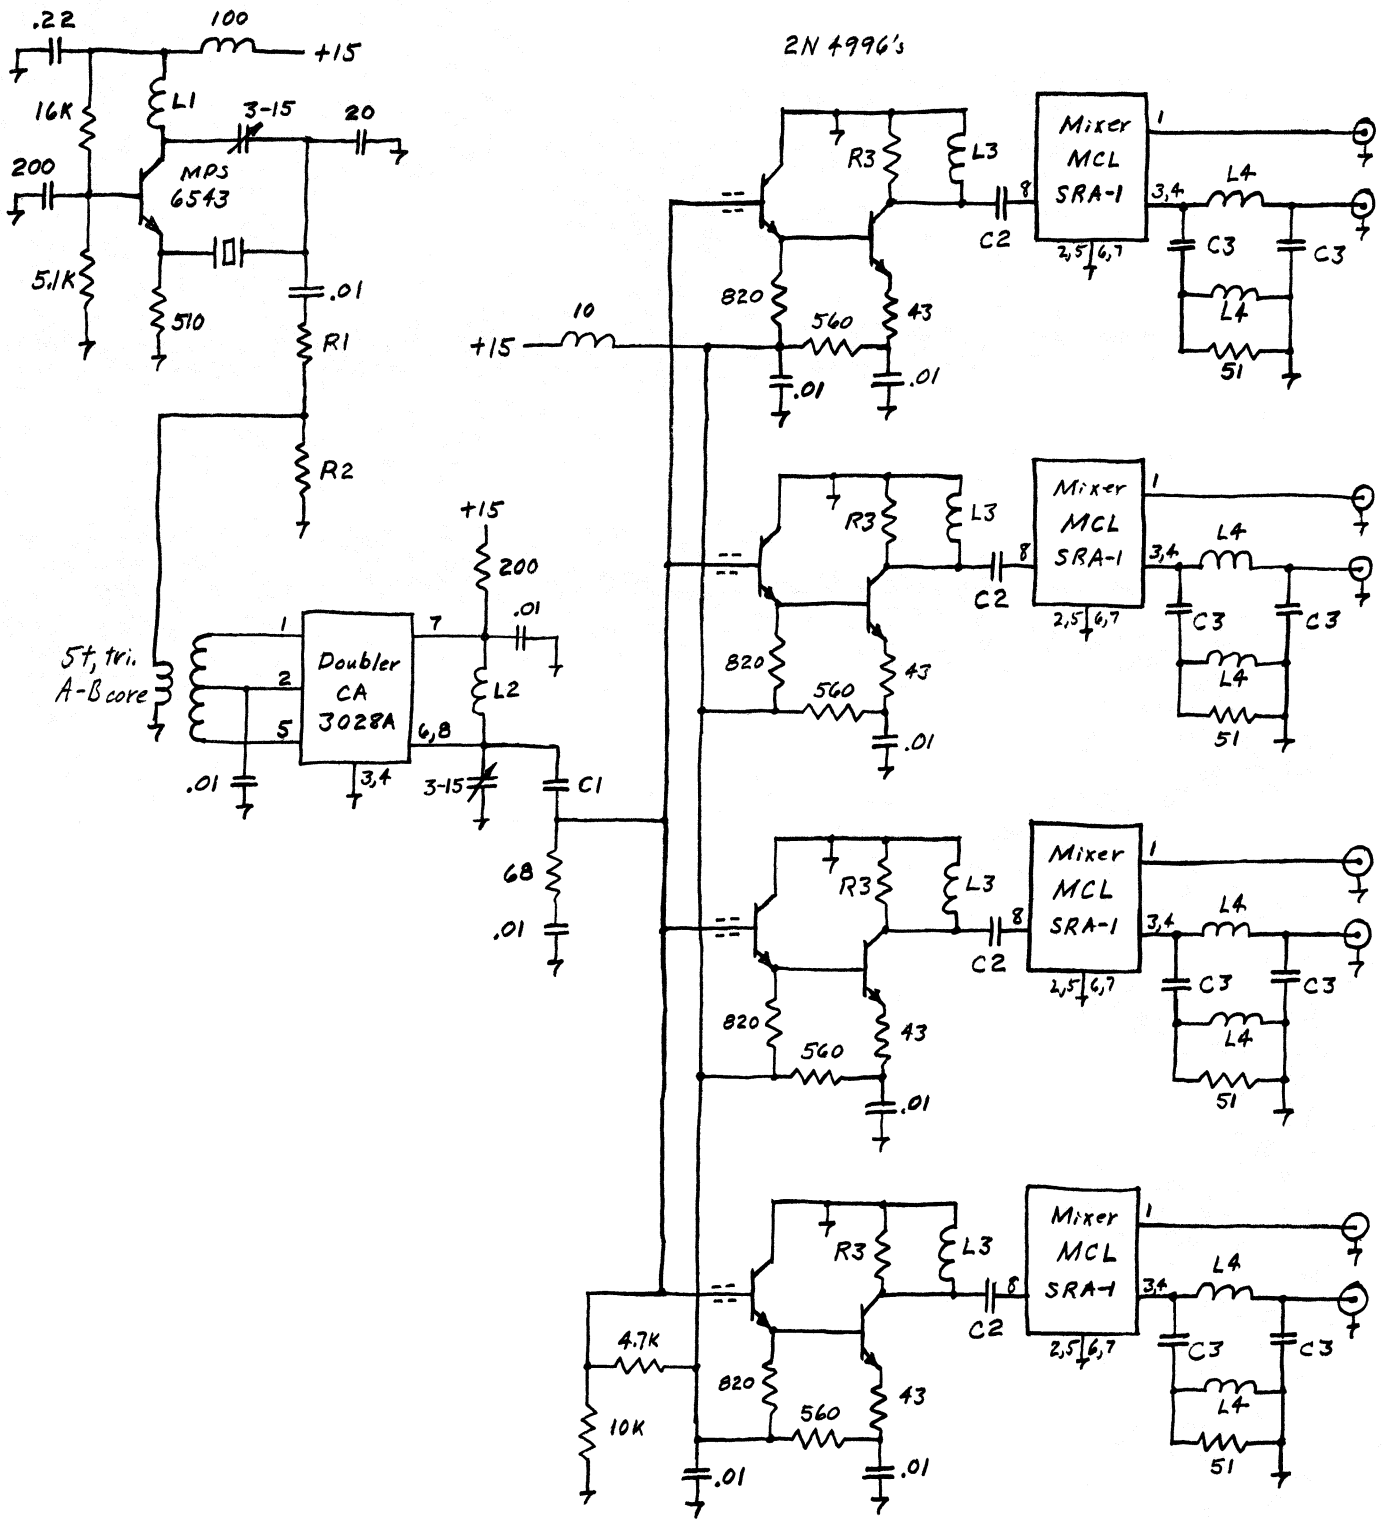 .22
100
+15
16K
L1
3-15
20
200
MPS
6543
5.1K
510
.01
R1
R2
+15
200
.01
5t, tri.
A-B core
1
2
5
Doubler
CA
3028A
7
6,8
3,4
L2
.01
3-15
C1
68
.01
10
+15
2N 4996's
R3
L3
C2
8
Mixer
MCL
SRA-1
1
3,4
2,5
6,7
L4
C3
C3
L4
51
820
560
43
.01
.01
R3
L3
C2
8
Mixer
MCL
SRA-1
1
3,4
2,5
6,7
L4
C3
C3
L4
51
820
560
43
.01
R3
L3
C2
8
Mixer
MCL
SRA-1
1
3,4
2,5
6,7
L4
C3
C3
L4
51
820
560
43
.01
R3
L3
C2
8
Mixer
MCL
SRA-1
1
3,4
2,5
6,7
L4
C3
C3
L4
51
4.7K
10K
820
560
43
.01
.01